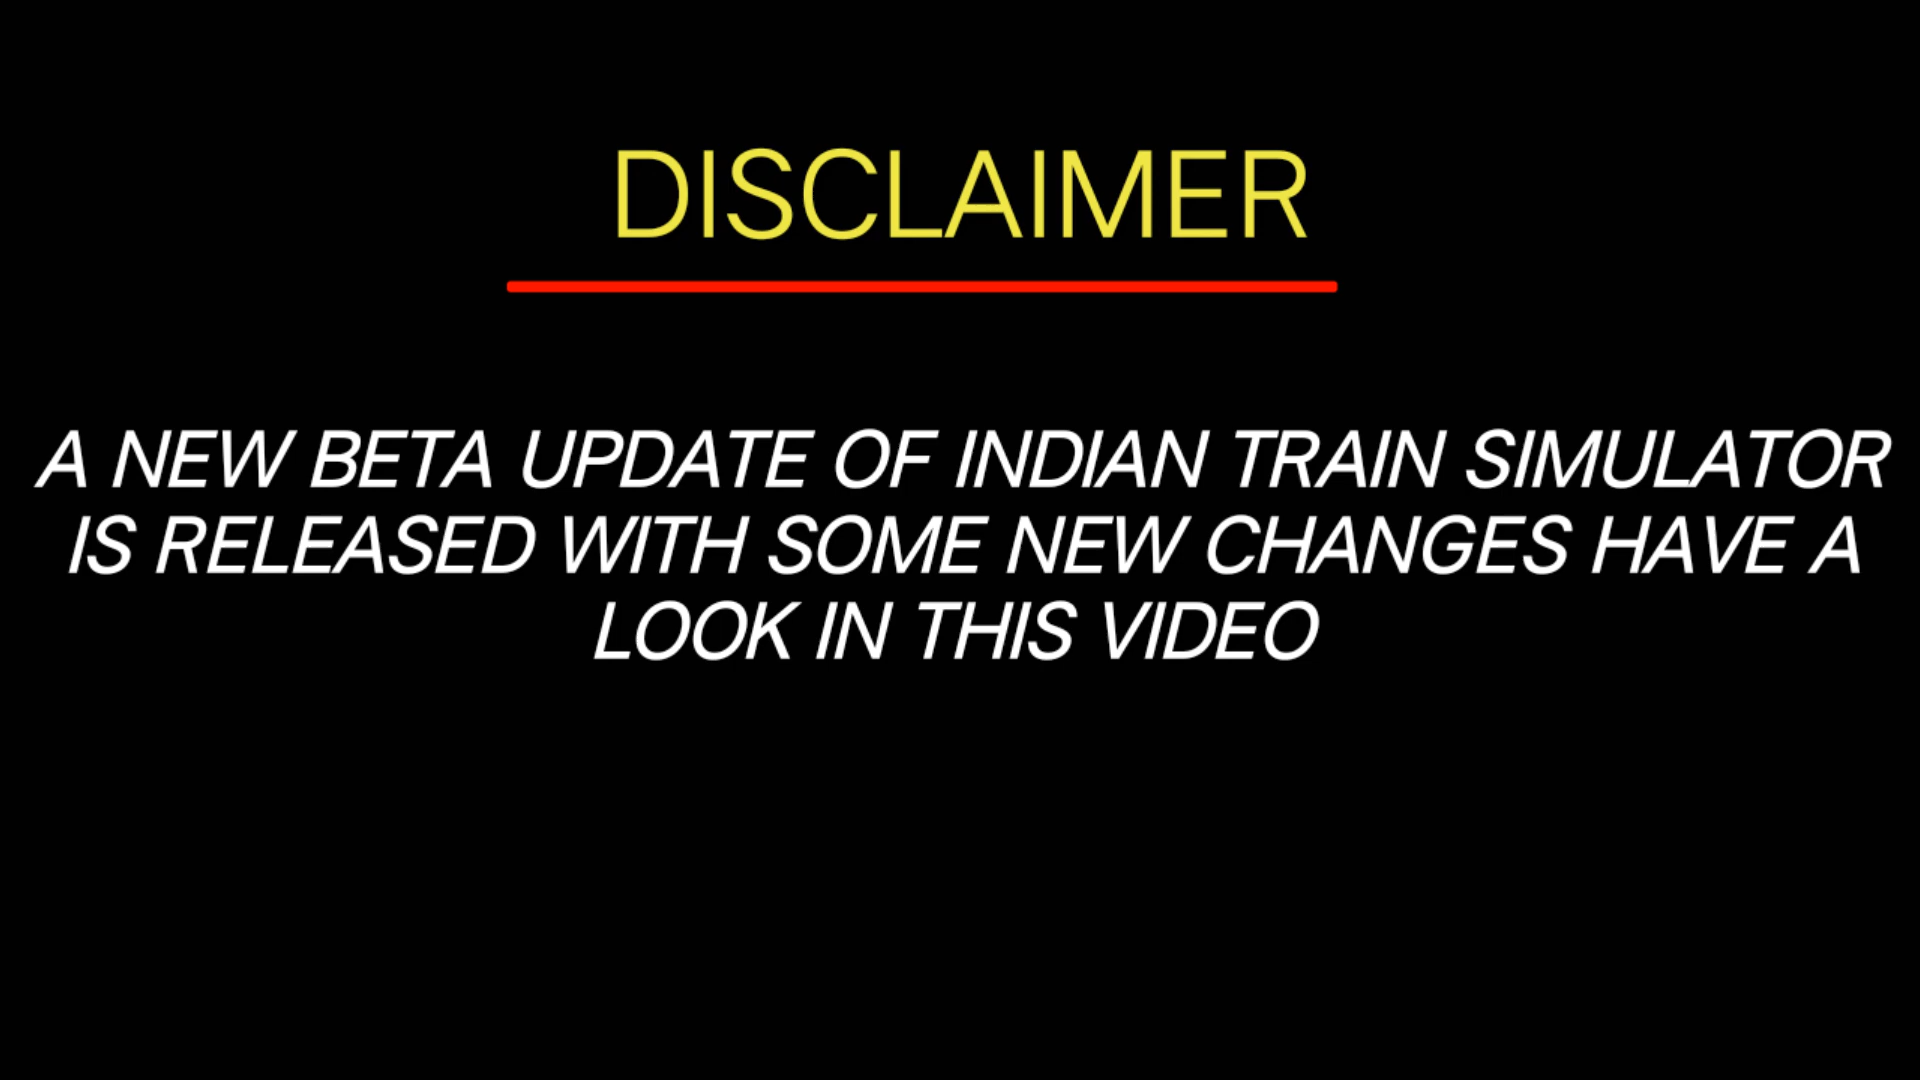 DISCLAIMER
A NEW BETA UPDATE OF INDIAN TRAIN SIMULATOR
IS RELEASED WITH SOME NEW CHANGES HAVE A
LOOK IN THIS VIDEO